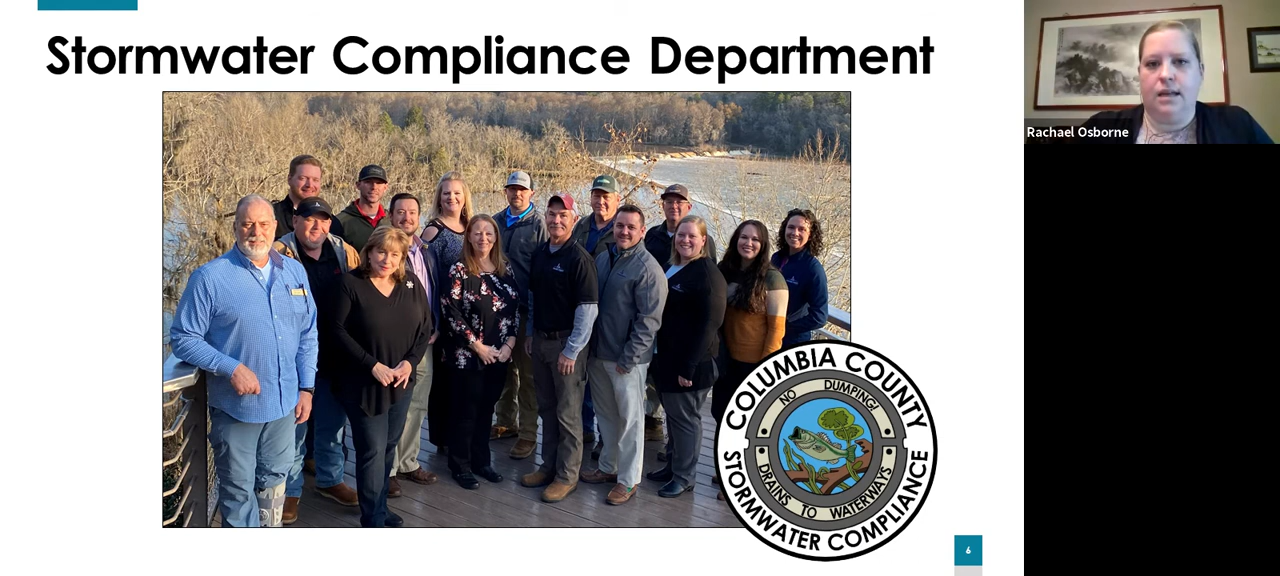 Stormwater Compliance Department
Rachael Osborne
COLUMBIA COUNTY
NO DUMPING!
DRAINS TO WATERWAYS
STORMWATER COMPLIANCE
6